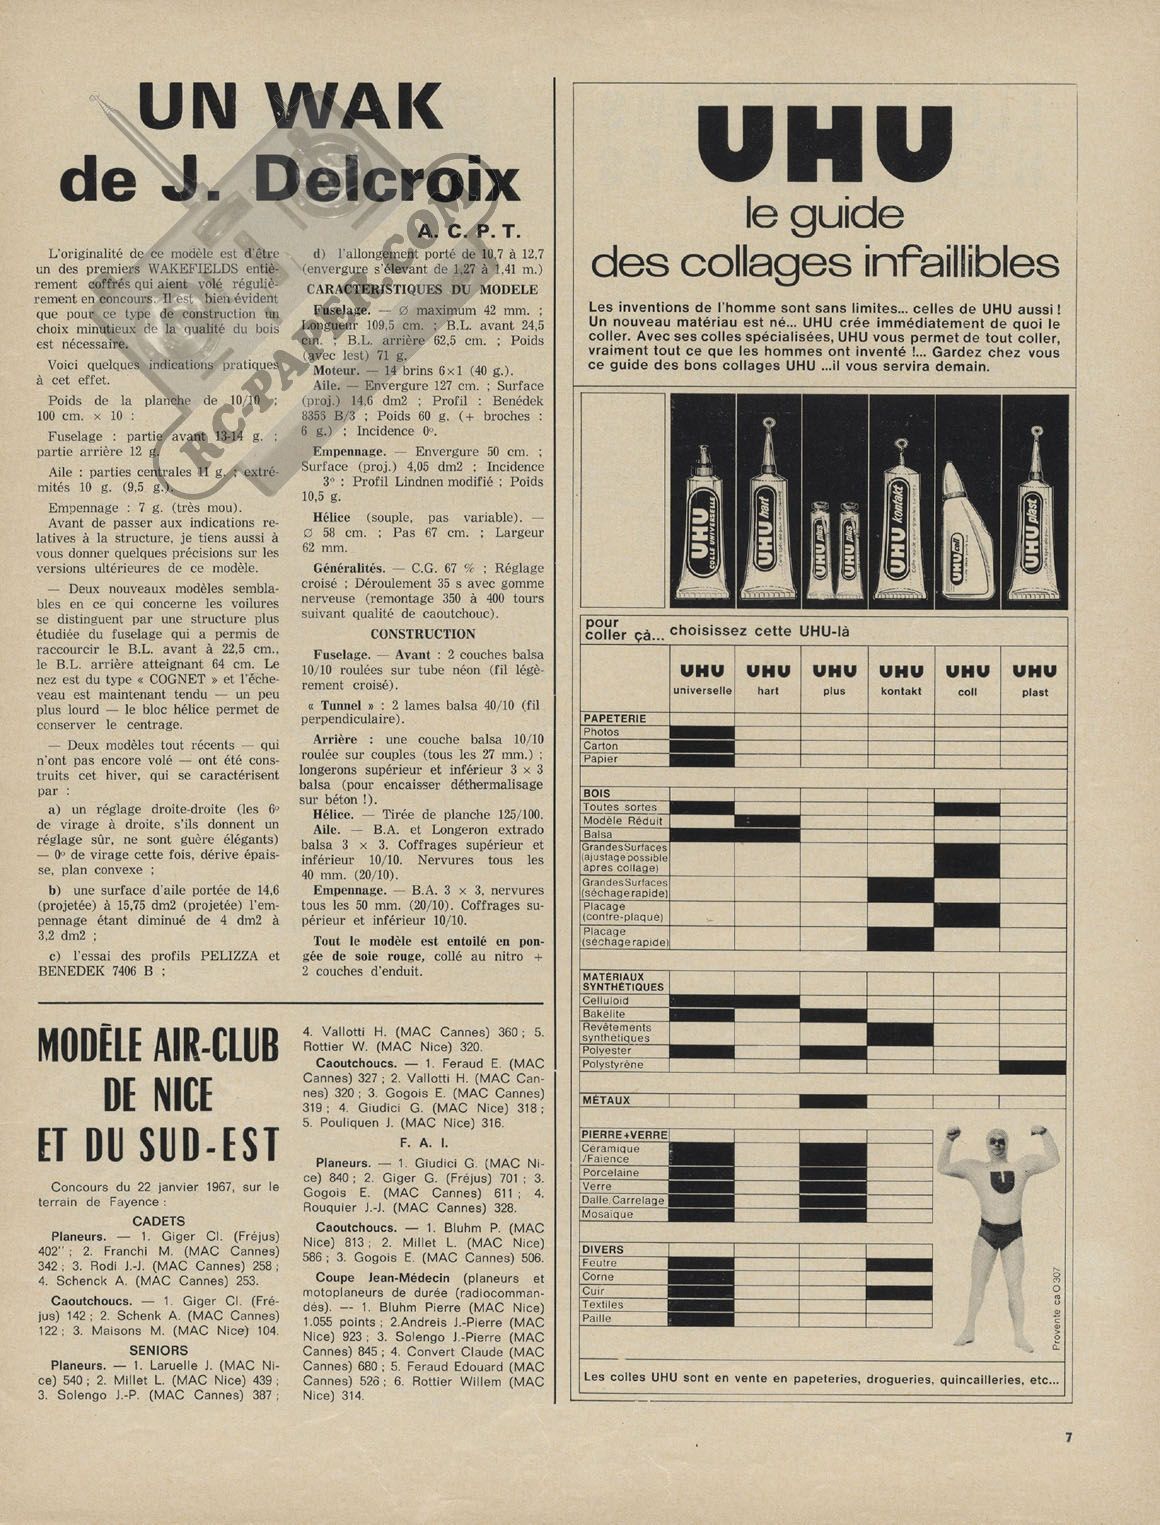 UN WAK
de J. Delcroix
A. C. P. T.
L'originalité de ce modèle est d'être
un des premiers WAKEFIELDS entiè-
rement coffrés qui aient volé réguliè-
rement en concours. Il est bien évident
que pour ce type de construction un
choix minutieux de la qualité du bois
est nécessaire.
Voici quelques indications pratiques
à cet effet.
Poids de la planche de 10/10 ;
100 cm. × 10 :
Fuselage : partie avant 13-14 g. ;
partie arrière 12 g.
Aile : parties centrales 11 g. ; extré-
mités 10 g. (9,5 g.).
Empennage : 7 g. (très mou).
Avant de passer aux indications re-
latives à la structure, je tiens aussi à
vous donner quelques précisions sur les
versions ultérieures de ce modèle.
— Deux nouveaux modèles sembla-
bles en ce qui concerne les voilures
se distinguent par une structure plus
étudiée du fuselage qui a permis de
raccourcir le B.L. avant à 22,5 cm.,
le B.L. arrière atteignant 64 cm. Le
nez est du type « COGNET » et l'éche-
veau est maintenant tendu — un peu
plus lourd — le bloc hélice permet de
conserver le centrage.
— Deux modèles tout récents — qui
n'ont pas encore volé — ont été cons-
truits cet hiver, qui se caractérisent
par :
a) un réglage droite-droite (les 6°
de virage à droite, s'ils donnent un
réglage sûr, ne sont guère élégants)
— 0° de virage cette fois, dérive épais-
se, plan convexe ;
b) une surface d'aile portée de 14,6
(projetée) à 15,75 dm2 (projetée) l'em-
pennage étant diminué de 4 dm2 à
3,2 dm2 ;
c) l'essai des profils PELIZZA et
BENEDEK 7406 B ;
d) l'allongement porté de 10,7 à 12,7
(envergure s'élevant de 1,27 à 1,41 m.)
CARACTERISTIQUES DU MODELE
Fuselage. — Ø maximum 42 mm. ;
Longueur 109,5 cm. ; B.L. avant 24,5
cm. ; B.L. arrière 62,5 cm. ; Poids
(avec lest) 71 g.
Moteur. — 14 brins 6×1 (40 g.).
Aile. — Envergure 127 cm. ; Surface
(proj.) 14,6 dm2 ; Profil : Benédek
8353 B/3 ; Poids 60 g. (+ broches :
6 g.) ; Incidence 0°.
Empennage. — Envergure 50 cm. ;
Surface (proj.) 4,05 dm2 ; Incidence
3° : Profil Lindnen modifié ; Poids
10,5 g.
Hélice (souple, pas variable). —
Ø 58 cm. ; Pas 67 cm. ; Largeur
62 mm.
Généralités. — C.G. 67 % ; Réglage
croisé ; Déroulement 35 s avec gomme
nerveuse (remontage 350 à 400 tours
suivant qualité de caoutchouc).
CONSTRUCTION
Fuselage. — Avant : 2 couches balsa
10/10 roulées sur tube néon (fil légè-
rement croisé).
« Tunnel » : 2 lames balsa 40/10 (fil
perpendiculaire).
Arrière : une couche balsa 10/10
roulée sur couples (tous les 27 mm.) ;
longerons supérieur et inférieur 3 × 3
balsa (pour encaisser déthermalisage
sur béton !).
Hélice. — Tirée de planche 125/100.
Aile. — B.A. et Longeron extrado
balsa 3 × 3. Coffrages supérieur et
inférieur 10/10. Nervures tous les
40 mm. (20/10).
Empennage. — B.A. 3 × 3, nervures
tous les 50 mm. (20/10). Coffrages su-
périeur et inférieur 10/10.
Tout le modèle est entoilé en pon-
gée de soie rouge, collé au nitro +
2 couches d'enduit.
RC-PAPER.COM
MODÈLE AIR-CLUB
DE NICE
ET DU SUD-EST
Concours du 22 janvier 1967, sur le
terrain de Fayence :
CADETS
Planeurs. — 1. Giger Cl. (Fréjus)
402" ; 2. Franchi M. (MAC Cannes)
342 ; 3. Rodi J.-J. (MAC Cannes) 258 ;
4. Schenck A. (MAC Cannes) 253.
Caoutchoucs. — 1. Giger Cl. (Fré-
jus) 142 ; 2. Schenk A. (MAC Cannes)
122 ; 3. Maisons M. (MAC Nice) 104.
SENIORS
Planeurs. — 1. Laruelle J. (MAC Ni-
ce) 540 ; 2. Millet L. (MAC Nice) 439 ;
3. Solengo J.-P. (MAC Cannes) 387 ;
4. Vallotti H. (MAC Cannes) 360 ; 5.
Rottier W. (MAC Nice) 320.
Caoutchoucs. — 1. Feraud E. (MAC
Cannes) 327 ; 2. Vallotti H. (MAC Can-
nes) 320 ; 3. Gogois E. (MAC Cannes)
319 ; 4. Giudici G. (MAC Nice) 318 ;
5. Pouliquen J. (MAC Nice) 316.
F. A. I.
Planeurs. — 1. Giudici G. (MAC Ni-
ce) 840 ; 2. Giger G. (Fréjus) 701 ; 3.
Gogois E. (MAC Cannes) 611 ; 4.
Rouquier J.-J. (MAC Nice) 328.
Caoutchoucs. — 1. Bluhm P. (MAC
Nice) 813 ; 2. Millet L. (MAC Nice)
586 ; 3. Gogois E. (MAC Cannes) 506.
Coupe Jean-Médecin (planeurs et
motoplaneurs de durée (radiocomman-
dés). — 1. Bluhm Pierre (MAC Nice)
1.055 points ; 2.Andreis J.-Pierre (MAC
Nice) 923 ; 3. Solengo J.-Pierre (MAC
Cannes) 845 ; 4. Convert Claude (MAC
Cannes) 680 ; 5. Feraud Edouard (MAC
Cannes) 526 ; 6. Rottier Willem (MAC
Nice) 314.
UHU
le guide
des collages infaillibles
Les inventions de l'homme sont sans limites... celles de UHU aussi !
Un nouveau matériau est né... UHU crée immédiatement de quoi le
coller. Avec ses colles spécialisées, UHU vous permet de tout coller,
vraiment tout ce que les hommes ont inventé !... Gardez chez vous
ce guide des bons collages UHU ...il vous servira demain.
UHU COLLE UNIVERSELLE
UHU hart
UHU plus
UHU plus
UHU kontakt
UHU coll
UHU plast
pour
coller çà... choisissez cette UHU-là
UHU UHU UHU UHU UHU UHU
universelle hart plus kontakt coll plast
PAPETERIE
Photos
Carton
Papier
BOIS
Toutes sortes
Modèle Réduit
Balsa
Grandes Surfaces
(ajustage possible
après collage)
Grandes Surfaces
(séchage rapide)
Placage
(contre-plaqué)
Placage
(séchage rapide)
MATÉRIAUX
SYNTHÉTIQUES
Celluloïd
Bakélite
Revêtements
synthétiques
Polyester
Polystyrène
MÉTAUX
PIERRE+VERRE
Céramique
/Faïence
Porcelaine
Verre
Dalle, Carrelage
Mosaïque
DIVERS
Feutre
Corne
Cuir
Textiles
Paille
U
Provente ca O 307
Les colles UHU sont en vente en papeteries, drogueries, quincailleries, etc...
7